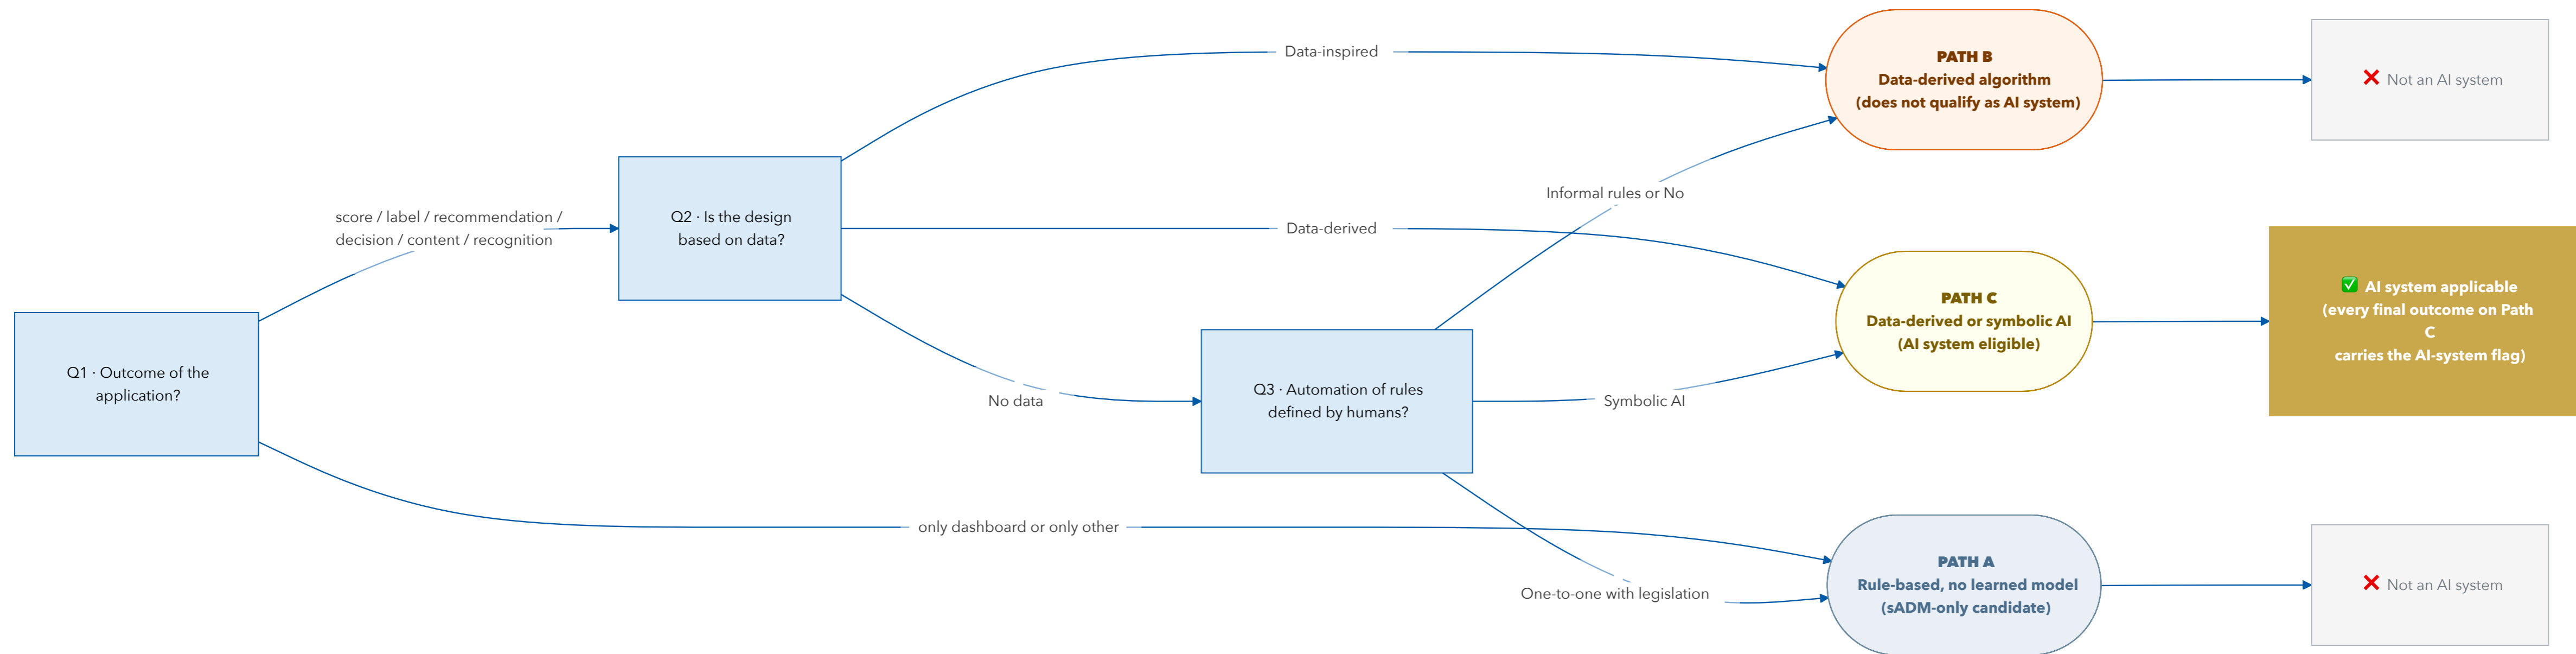 Q1 · Outcome of the
application?
score / label / recommendation /
decision / content / recognition
only dashboard or only other
Q2 · Is the design
based on data?
Data-inspired
Data-derived
No data
Q3 · Automation of rules
defined by humans?
Informal rules or No
Symbolic AI
One-to-one with legislation
PATH B
Data-derived algorithm
(does not qualify as AI system)
❌ Not an AI system
PATH C
Data-derived or symbolic AI
(AI system eligible)
✅ AI system applicable
(every final outcome on Path
C
carries the AI-system flag)
PATH A
Rule-based, no learned model
(sADM-only candidate)
❌ Not an AI system